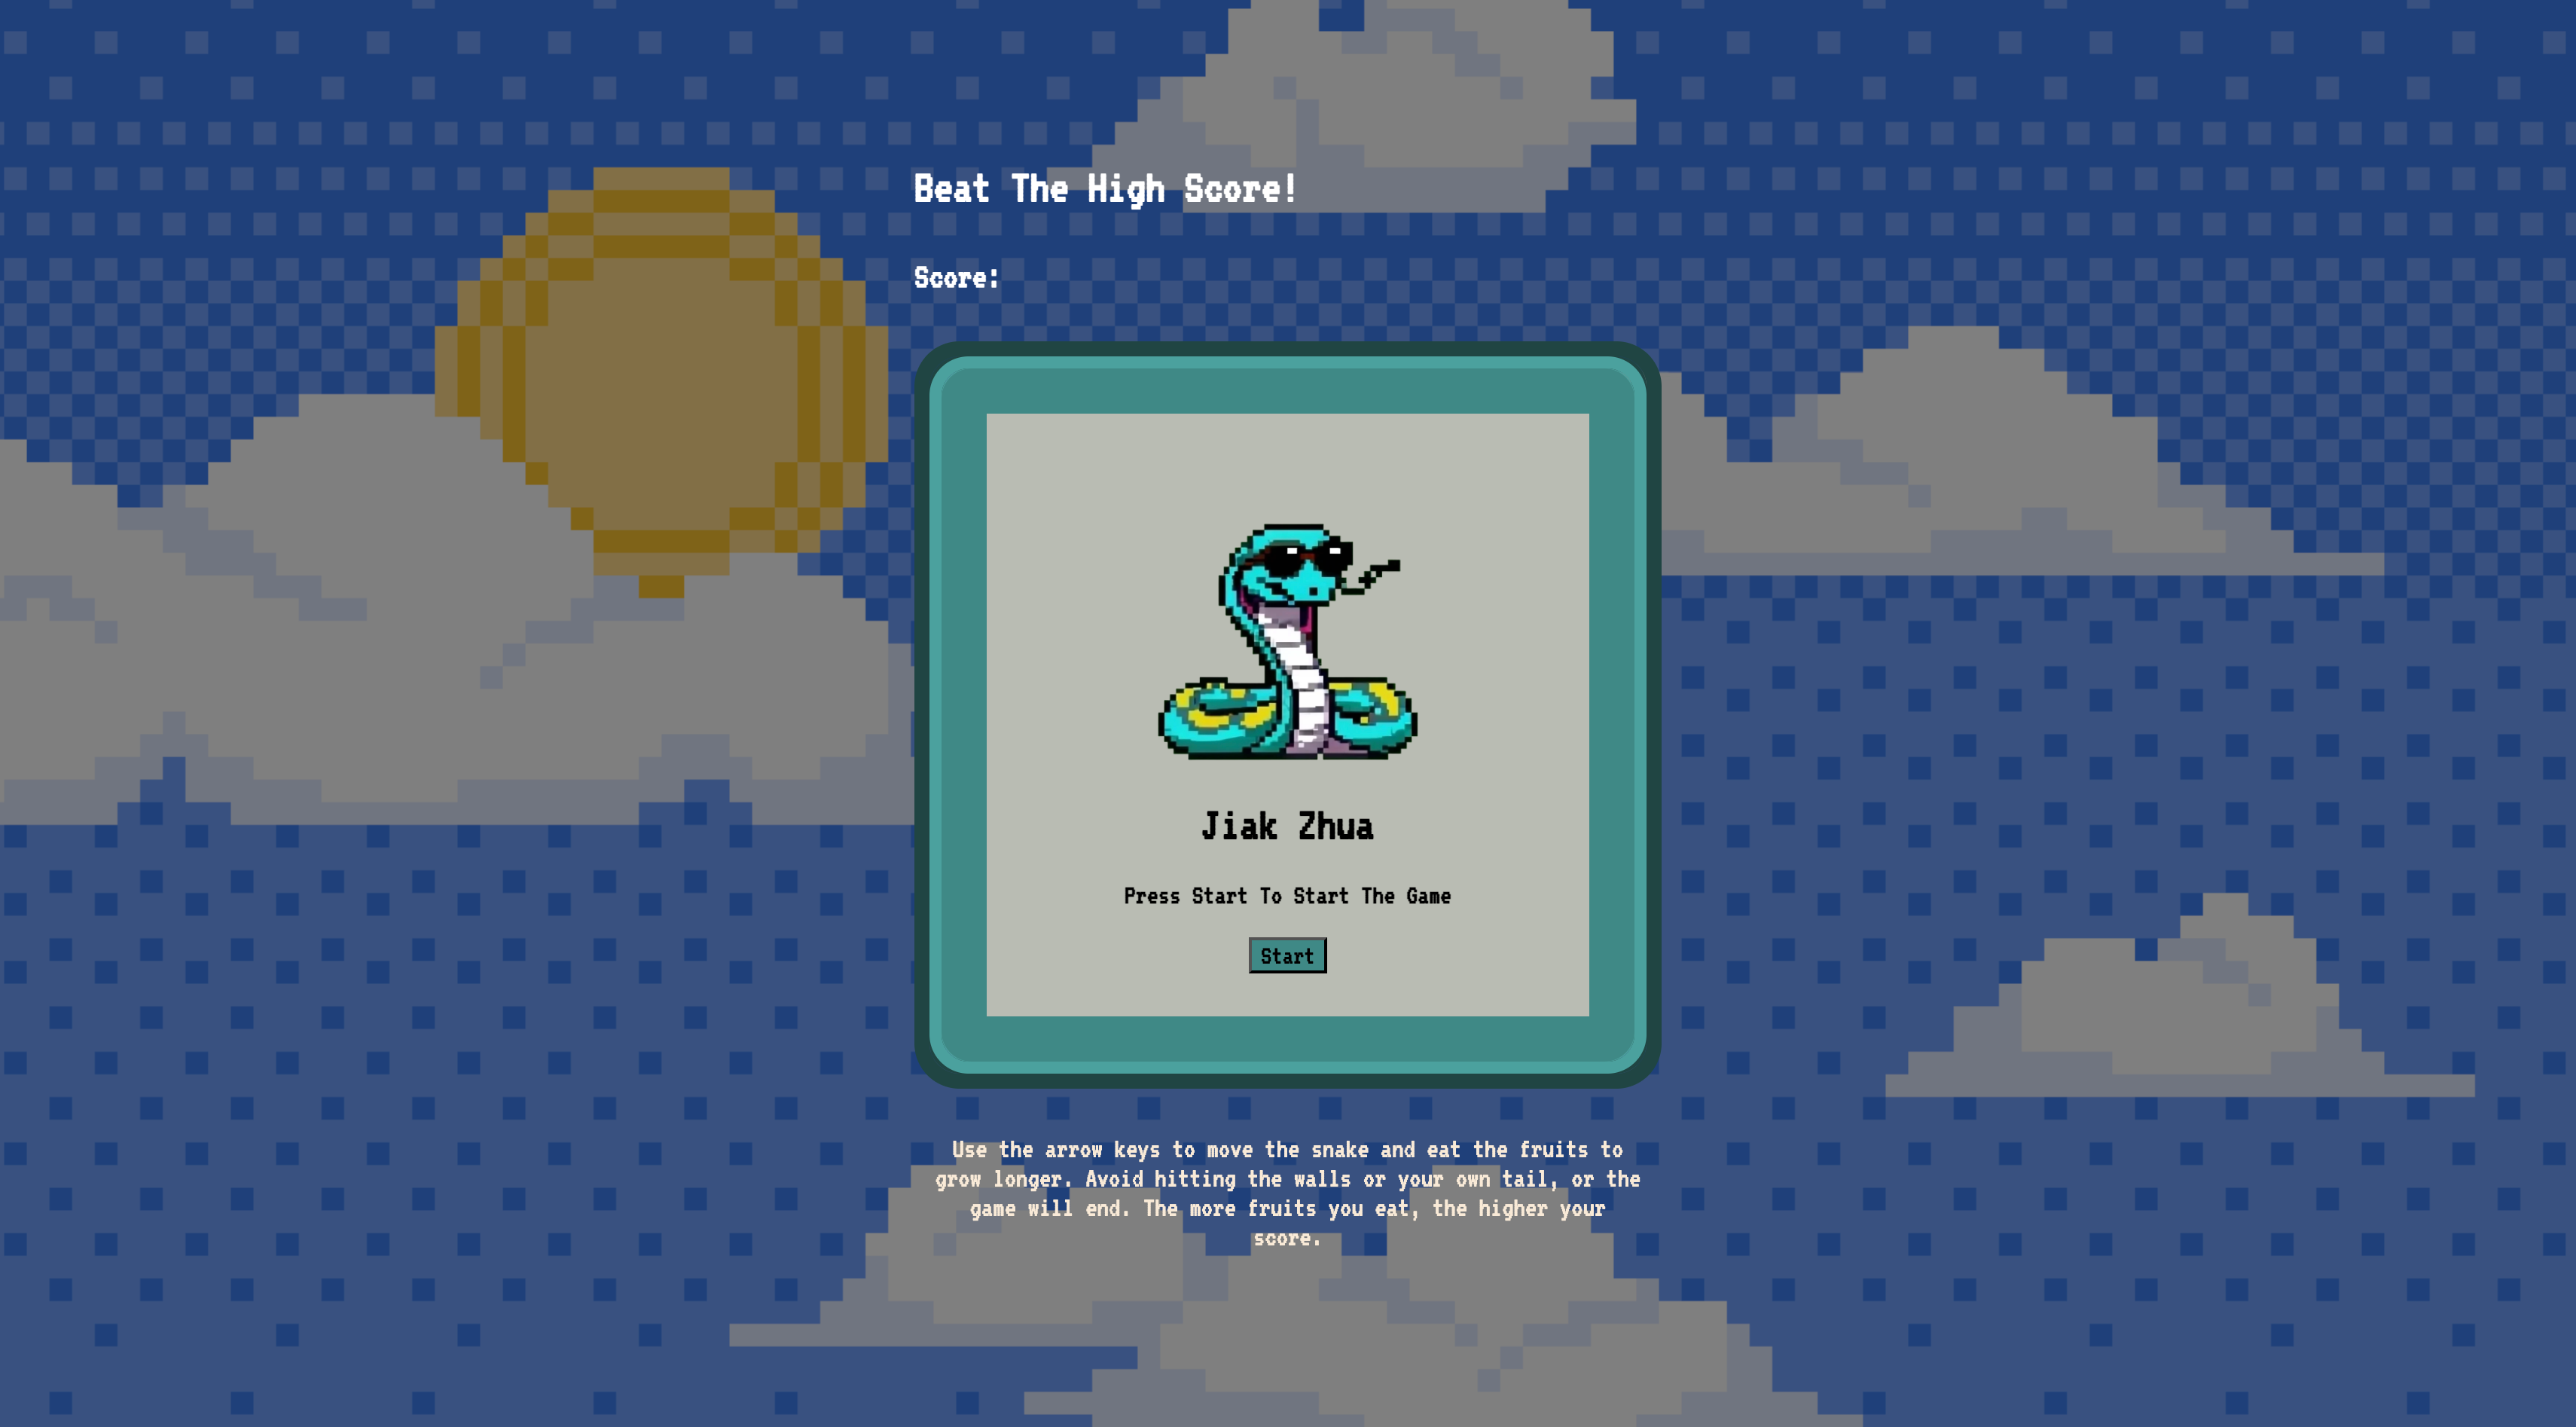 Beat The High Score!
Score:
Jiak Zhua
Press Start To Start The Game
Start
Use the arrow keys to move the snake and eat the fruits to
grow longer. Avoid hitting the walls or your own tail, or the
game will end. The more fruits you eat, the higher your
score.